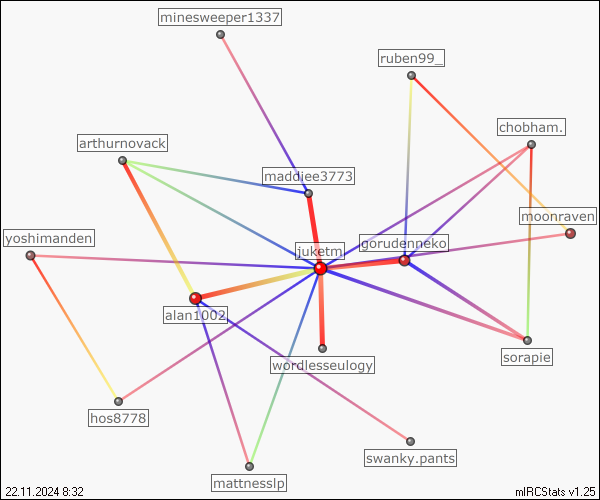 minesweeper1337
ruben99_
chobham.
arthurnovack
maddiee3773
moonraven
yoshimanden
juketm
gorudenneko
alan1002
sorapie
wordlesseulogy
hos8778
swanky.pants
mattnesslp
22.11.2024 8:32
mIRCStats v1.25